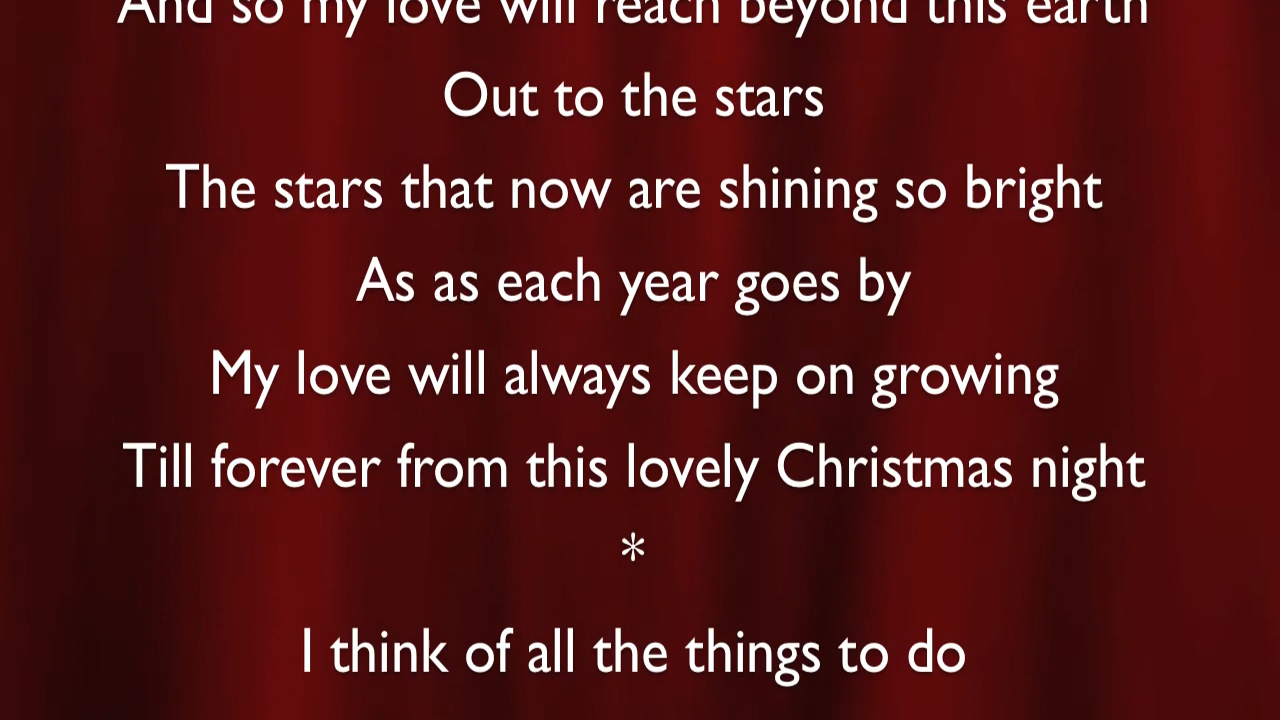 And so my love will reach beyond this earth
Out to the stars
The stars that now are shining so bright
As as each year goes by
My love will always keep on growing
Till forever from this lovely Christmas night
*
I think of all the things to do